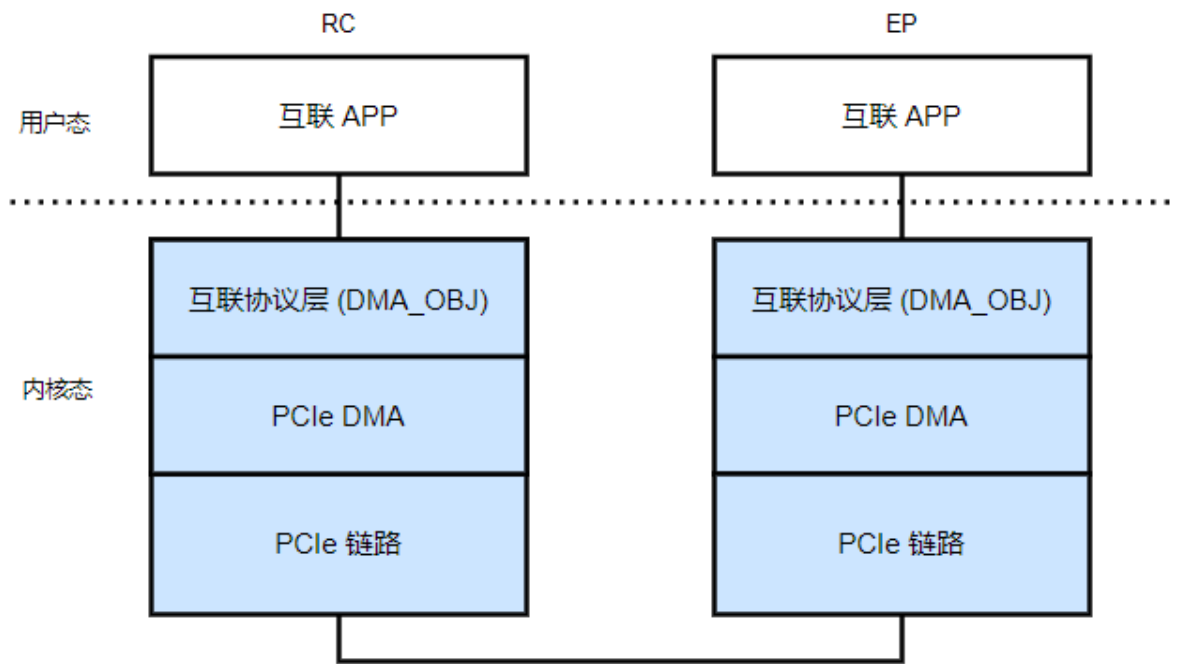 RC
EP
用户态
互联 APP
互联 APP
互联协议层 (DMA_OBJ)
互联协议层 (DMA_OBJ)
内核态
PCIe DMA
PCIe DMA
PCIe 链路
PCIe 链路